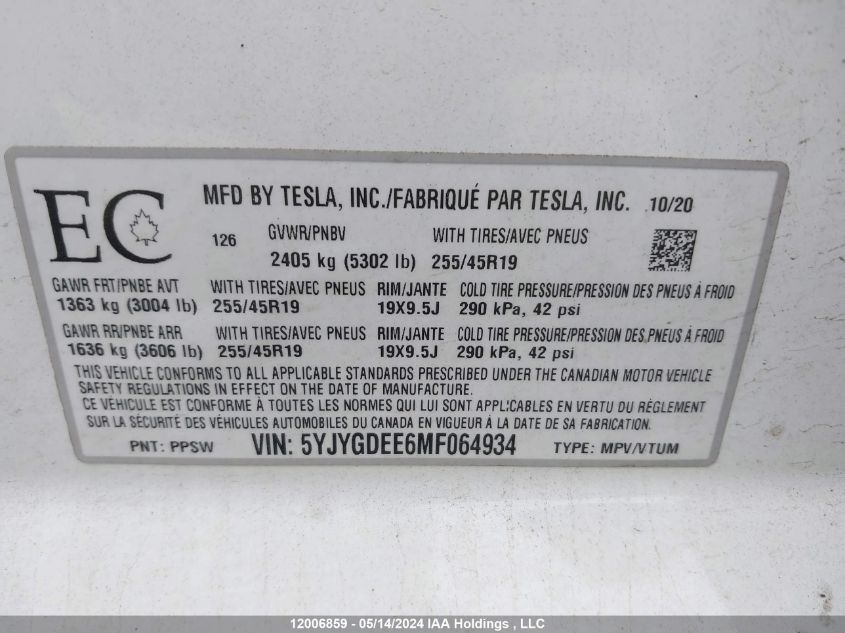 EC
MFD BY TESLA, INC./FABRIQUÉ PAR TESLA, INC. 10/20
126 GVWR/PNBV WITH TIRES/AVEC PNEUS
2405 kg (5302 lb) 255/45R19
GAWR FRT/PNBE AVT WITH TIRES/AVEC PNEUS RIM/JANTE COLD TIRE PRESSURE/PRESSION DES PNEUS À FROID
1363 kg (3004 lb) 255/45R19 19X9.5J 290 kPa, 42 psi
GAWR RR/PNBE ARR WITH TIRES/AVEC PNEUS RIM/JANTE COLD TIRE PRESSURE/PRESSION DES PNEUS À FROID
1636 kg (3606 lb) 255/45R19 19X9.5J 290 kPa, 42 psi
THIS VEHICLE CONFORMS TO ALL APPLICABLE STANDARDS PRESCRIBED UNDER THE CANADIAN MOTOR VEHICLE
SAFETY REGULATIONS IN EFFECT ON THE DATE OF MANUFACTURE.
CE VEHICULE EST CONFORME À TOUTES LES NORMES QUI LUI SONT APPLICABLES EN VERTU DU RÈGLEMENT
SUR LA SÉCURITÉ DES VÉHICULES AUTOMOBILES DU CANADA EN VIGUEUR À LA DATE DE SA FABRICATION.
PNT: PPSW VIN: 5YJYGDEE6MF064934 TYPE: MPV/VTUM
12006859 - 05/14/2024 IAA Holdings , LLC